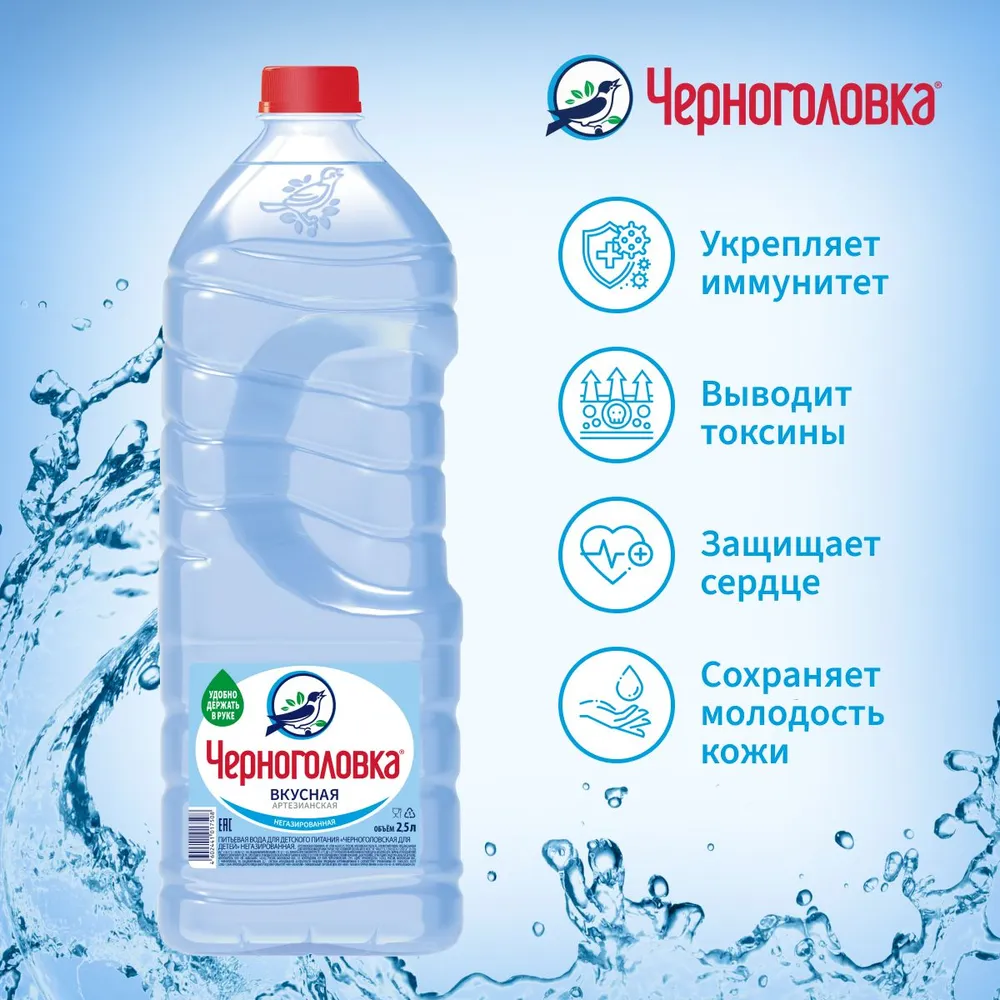 Черноголовка®
Укрепляет
иммунитет
Выводит
токсины
Защищает
сердце
Сохраняет
молодость
кожи
УДОБНО
ДЕРЖАТЬ
В РУКЕ
Черноголовка®
ВКУСНАЯ
АРТЕЗИАНСКАЯ
НЕГАЗИРОВАННАЯ
EAC
ОБЪЁМ 2,5 л
ПИТЬЕВАЯ ВОДА ДЛЯ ДЕТСКОГО ПИТАНИЯ «ЧЕРНОГОЛОВСКАЯ ДЛЯ
ДЕТЕЙ» НЕГАЗИРОВАННАЯ.